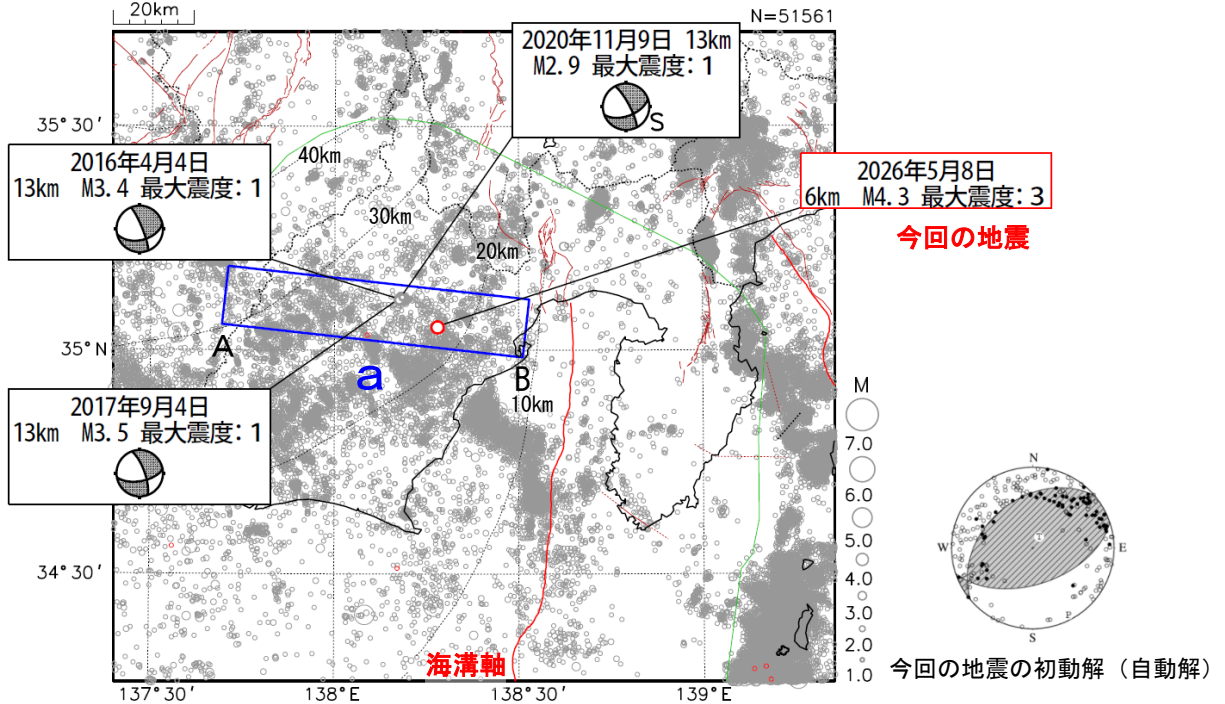 20km
N=51561
2020年11月9日 13km
M2.9 最大震度：1
S
35°30′
40km
2016年4月4日
13km M3.4 最大震度：1
30km
20km
2026年5月8日
6km M4.3 最大震度：3
今回の地震
A
35°N
a
B
10km
2017年9月4日
13km M3.5 最大震度：1
M
7.0
6.0
5.0
4.0
3.0
2.0
1.0
34°30′
海溝軸
137°30′
138°E
138°30′
139°E
N
W
E
S
T
P
今回の地震の初動解（自動解）